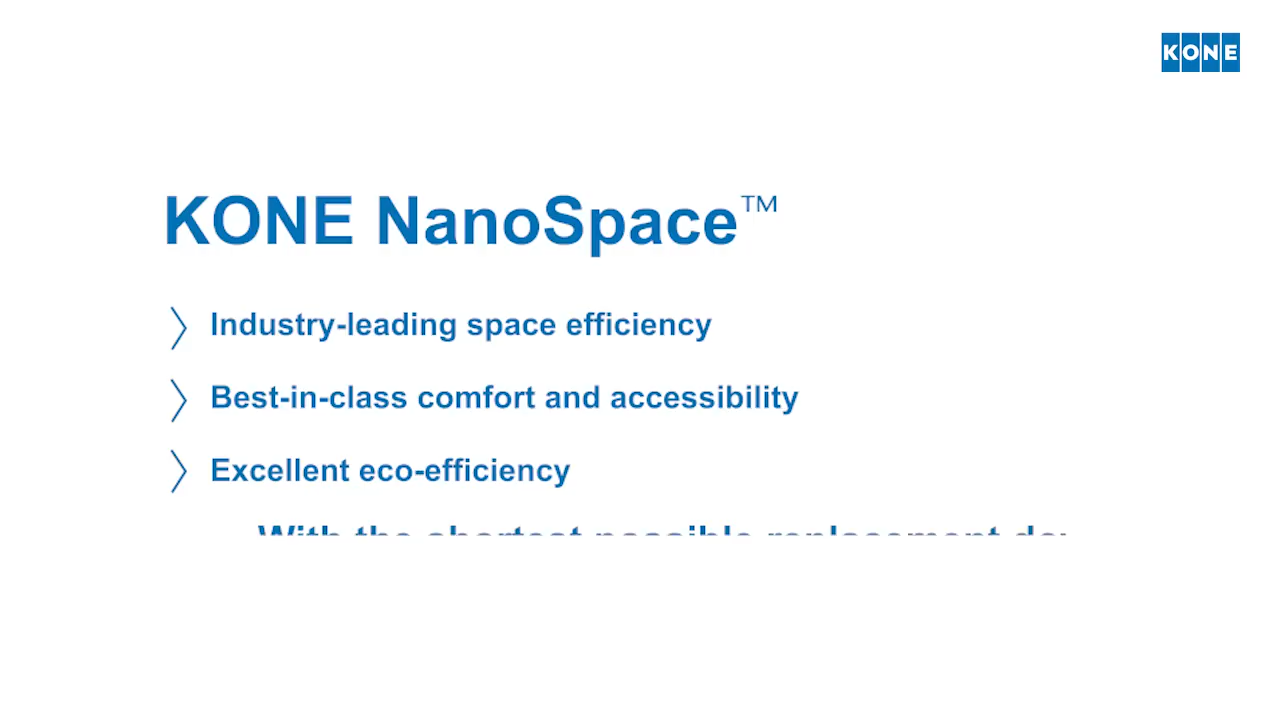 KONE
KONE NanoSpace™
Industry-leading space efficiency
Best-in-class comfort and accessibility
Excellent eco-efficiency
With the shortest possible replacement